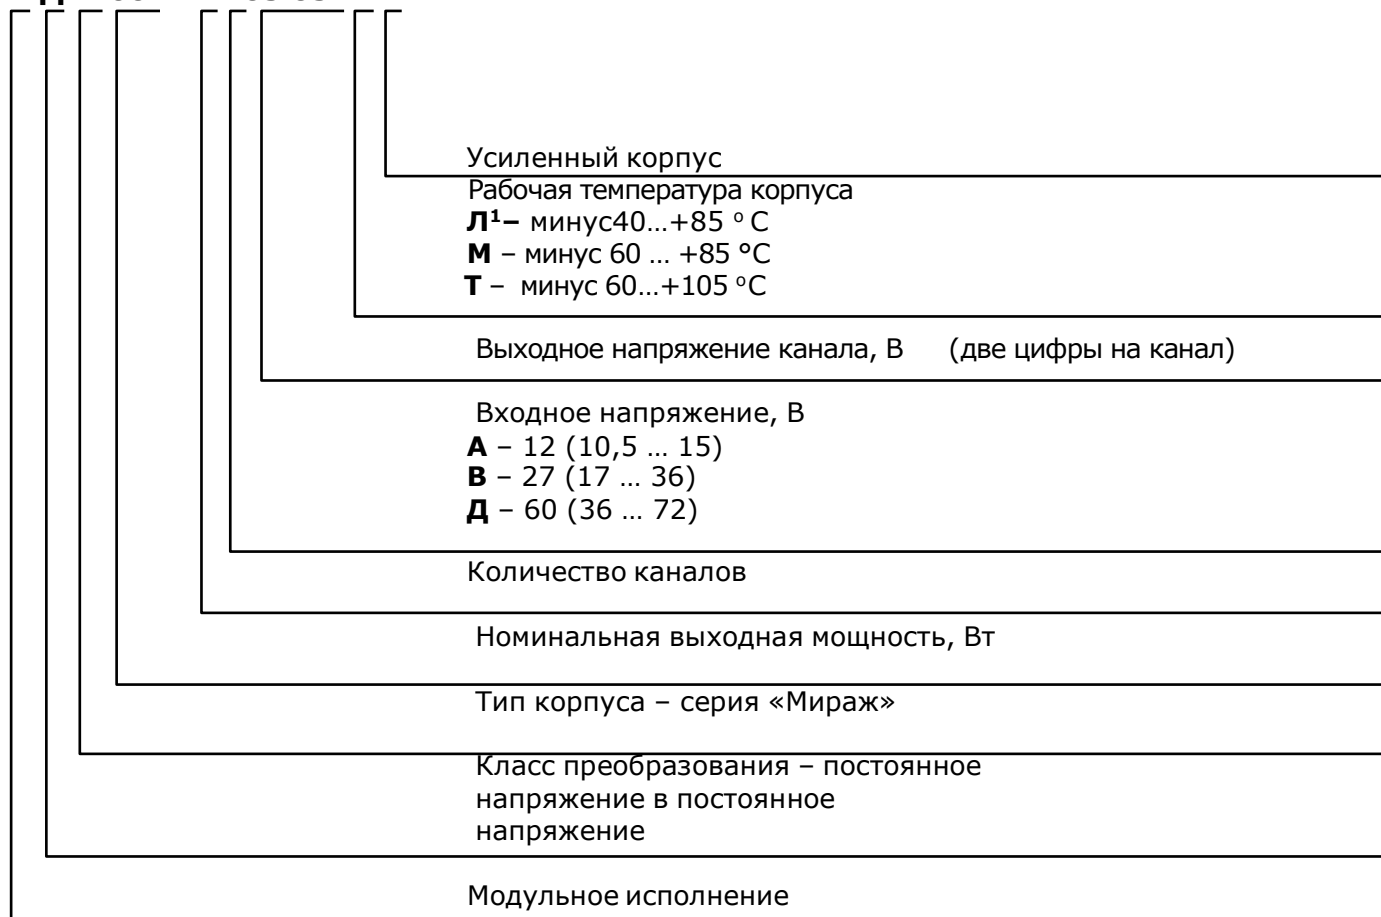 Усиленный корпус
Рабочая температура корпуса
Л¹– минус40...+85 ᵒ С
М – минус 60 ... +85 °С
Т – минус 60...+105 ᵒС
Выходное напряжение канала, В (две цифры на канал)
Входное напряжение, В
А – 12 (10,5 ... 15)
В – 27 (17 ... 36)
Д – 60 (36 ... 72)
Количество каналов
Номинальная выходная мощность, Вт
Тип корпуса – серия «Мираж»
Класс преобразования – постоянное
напряжение в постоянное
напряжение
Модульное исполнение